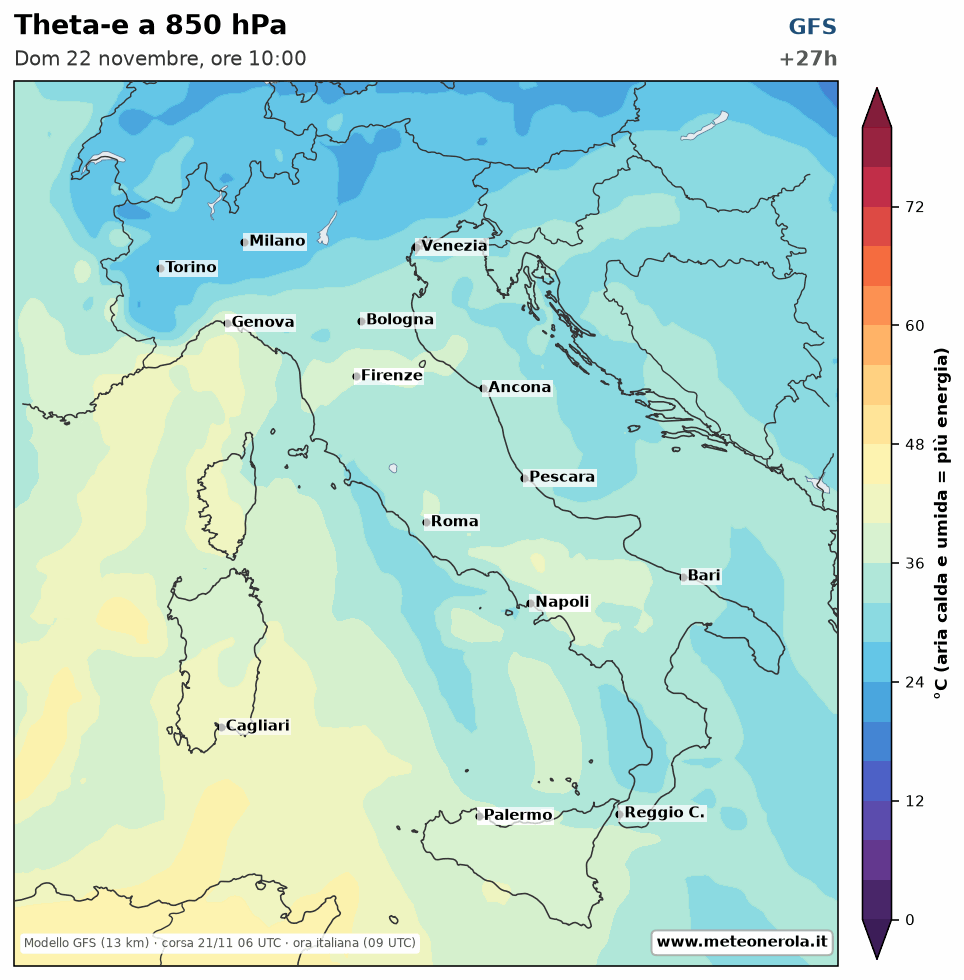 Theta-e a 850 hPa
GFS
Dom 22 novembre, ore 10:00
+27h
Milano
Venezia
Torino
Genova
Bologna
Firenze
Ancona
Pescara
Roma
Bari
Napoli
Cagliari
Palermo
Reggio C.
72
60
48
36
24
12
0
°C (aria calda e umida = più energia)
Modello GFS (13 km) · corsa 21/11 06 UTC · ora italiana (09 UTC)
www.meteonerola.it